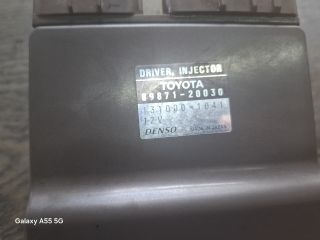 DRIVER, INJECTOR
TOYOTA
89871-20030
131000-1041
12V
DENSO MADE IN JAPAN
Galaxy A55 5G